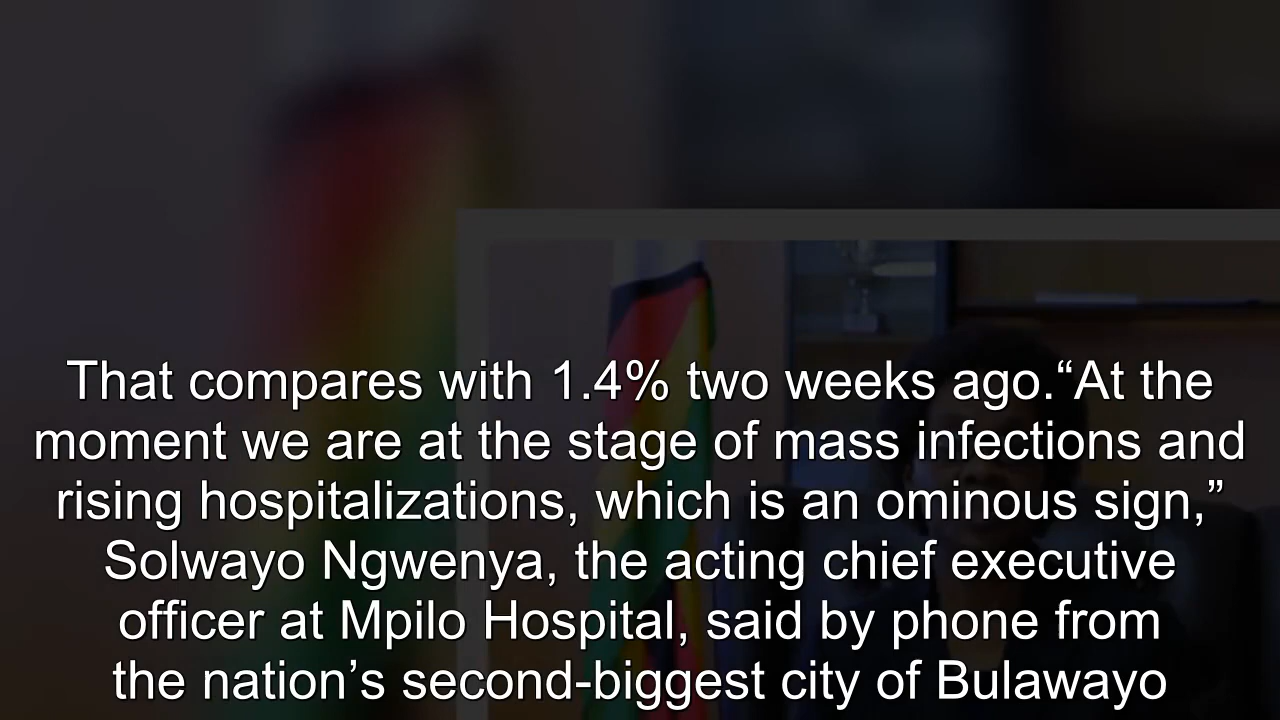 That compares with 1.4% two weeks ago.“At the
moment we are at the stage of mass infections and
rising hospitalizations, which is an ominous sign,”
Solwayo Ngwenya, the acting chief executive
officer at Mpilo Hospital, said by phone from
the nation’s second-biggest city of Bulawayo